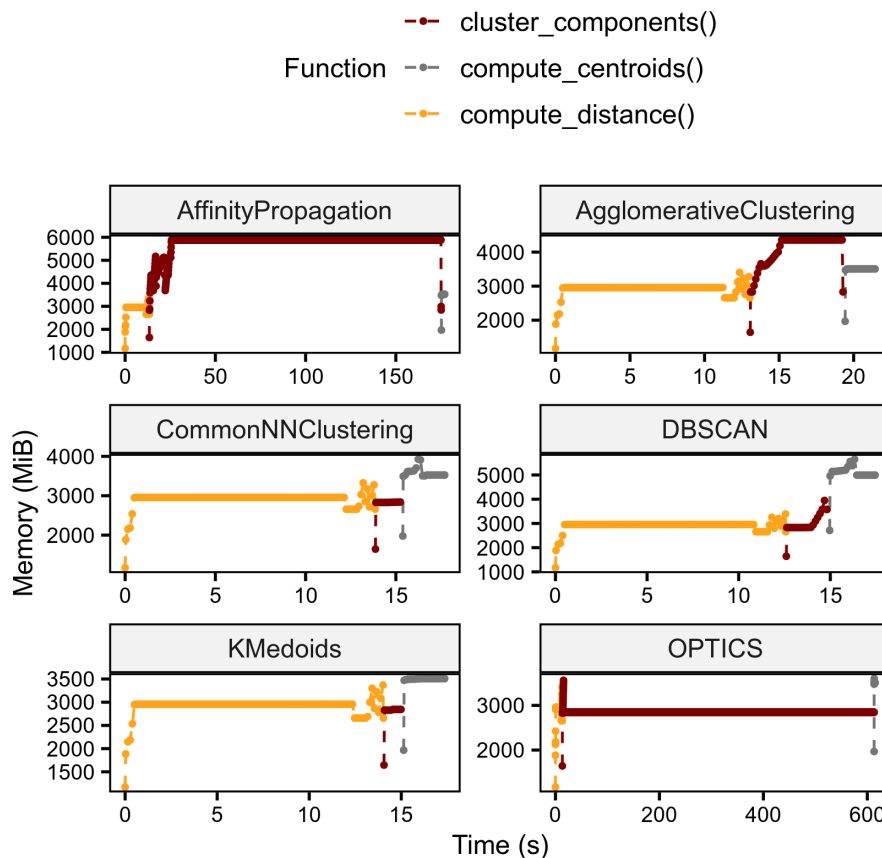 cluster_components()
Function compute_centroids()
compute_distance()
AffinityPropagation AgglomerativeClustering
6000
5000
4000
3000
2000
1000
4000
3000
2000
0 50 100 150
0 5 10 15 20
CommonNNClustering DBSCAN
4000
3000
2000
5000
4000
3000
2000
1000
0 5 10 15
0 5 10 15
KMedoids OPTICS
3500
3000
2500
2000
1500
3000
2000
0 5 10 15
0 200 400 600
Memory (MiB)
Time (s)